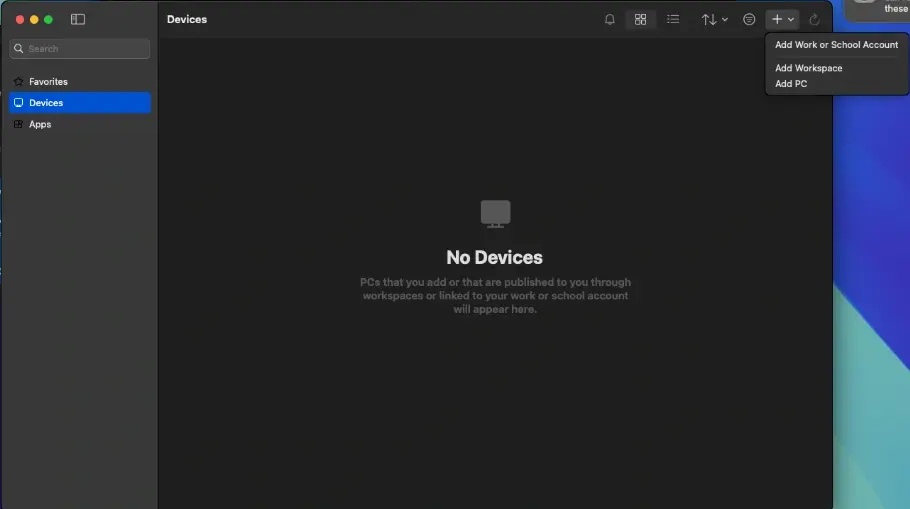 Devices
these
Search
Add Work or School Account
Add Workspace
Add PC
Favorites
Devices
Apps
No Devices
PCs that you add or that are published to you through
workspaces or linked to your work or school account
will appear here.